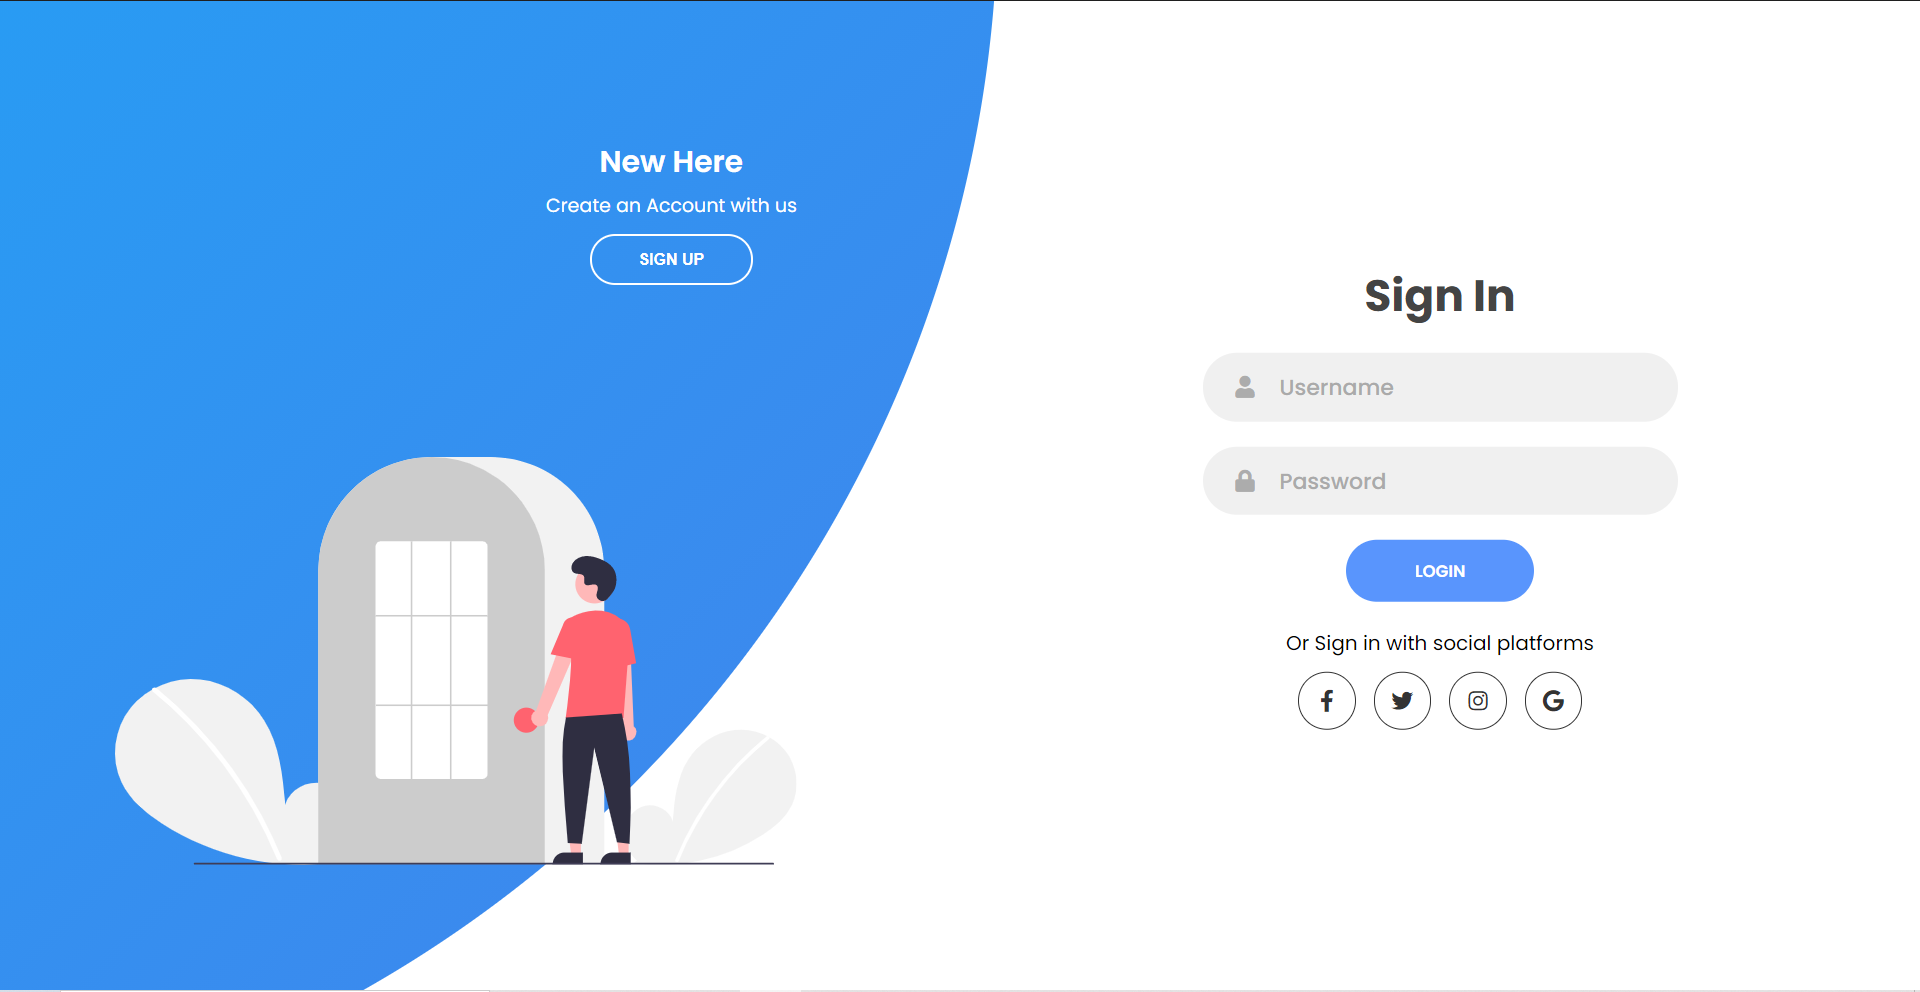 New Here
Create an Account with us
SIGN UP
Sign In
Username
Password
LOGIN
Or Sign in with social platforms